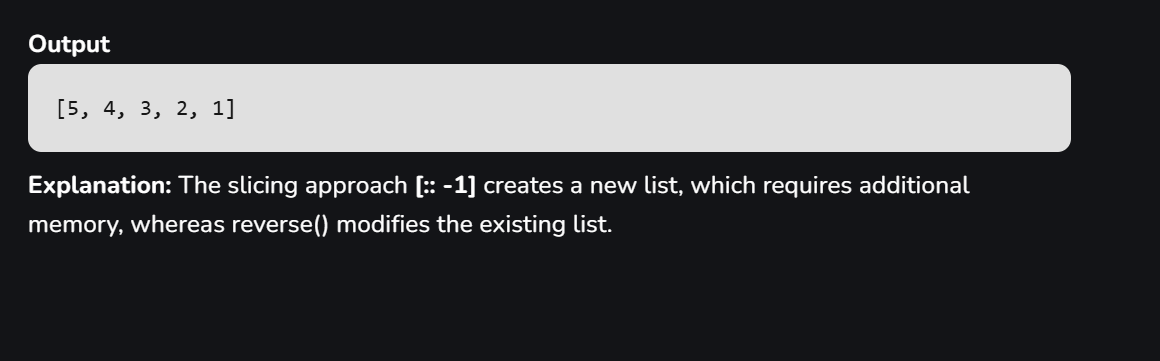 Output
[5, 4, 3, 2, 1]
Explanation: The slicing approach [:: -1] creates a new list, which requires additional
memory, whereas reverse() modifies the existing list.